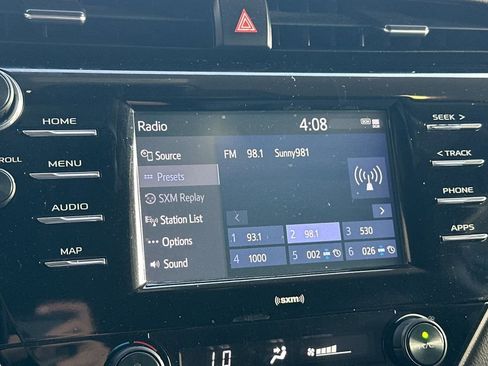 HOME
MENU
AUDIO
MAP
SCROLL
Radio 4:08
Source
Presets
SXM Replay
Station List
Options
Sound
FM 98.1 Sunny981
1 93.1 2 98.1 3 530
4 1000 5 002 6 026
SEEK >
< TRACK
PHONE
APPS
((SXM))
A/C